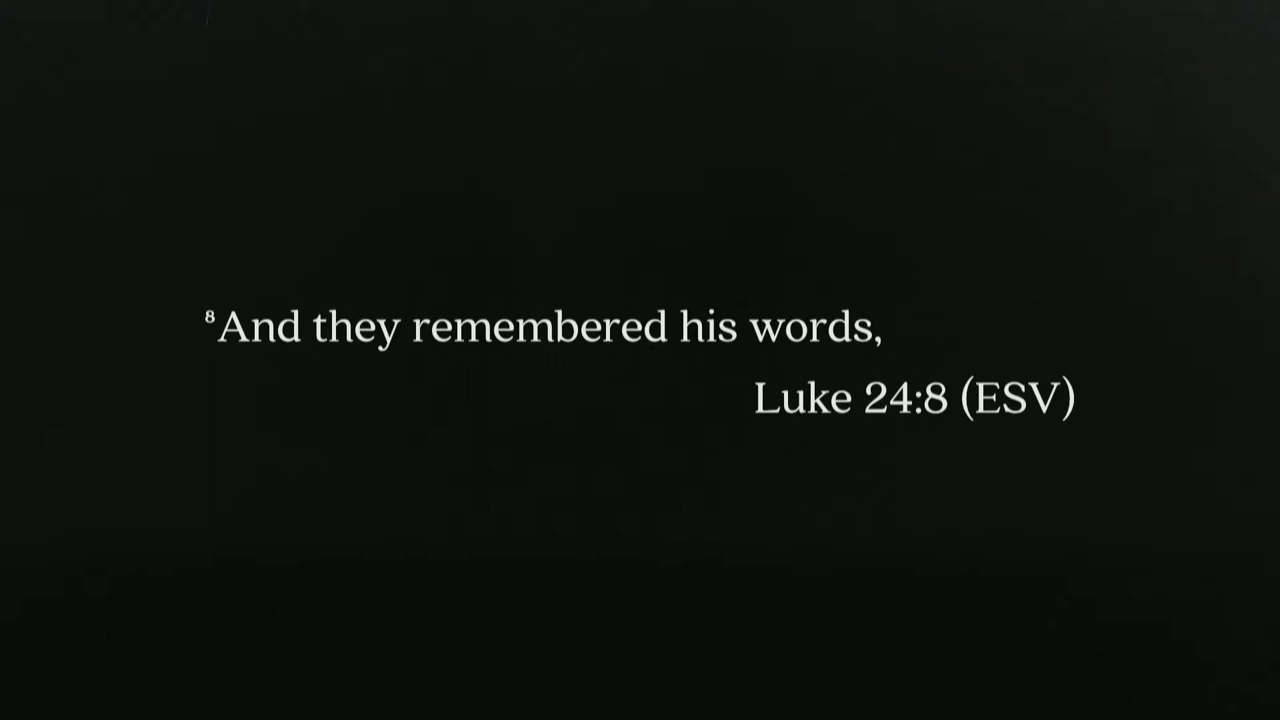 ⁸And they remembered his words,
Luke 24:8 (ESV)